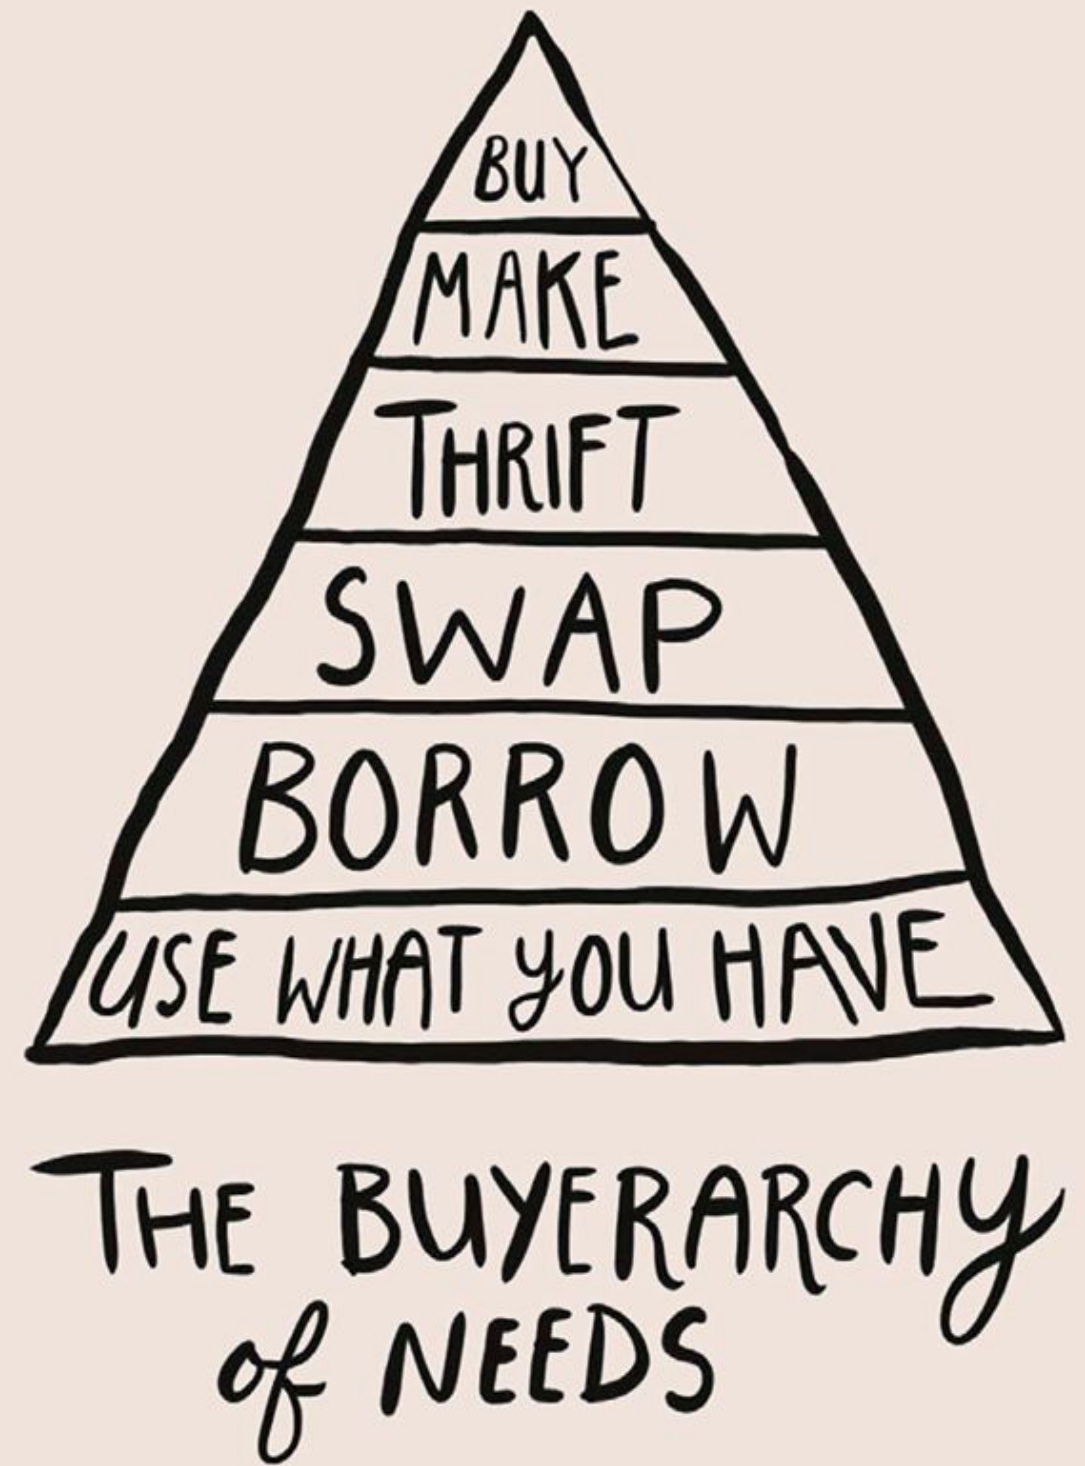 BUY
MAKE
THRIFT
SWAP
BORROW
USE WHAT YOU HAVE
THE BUYERARCHY
of NEEDS